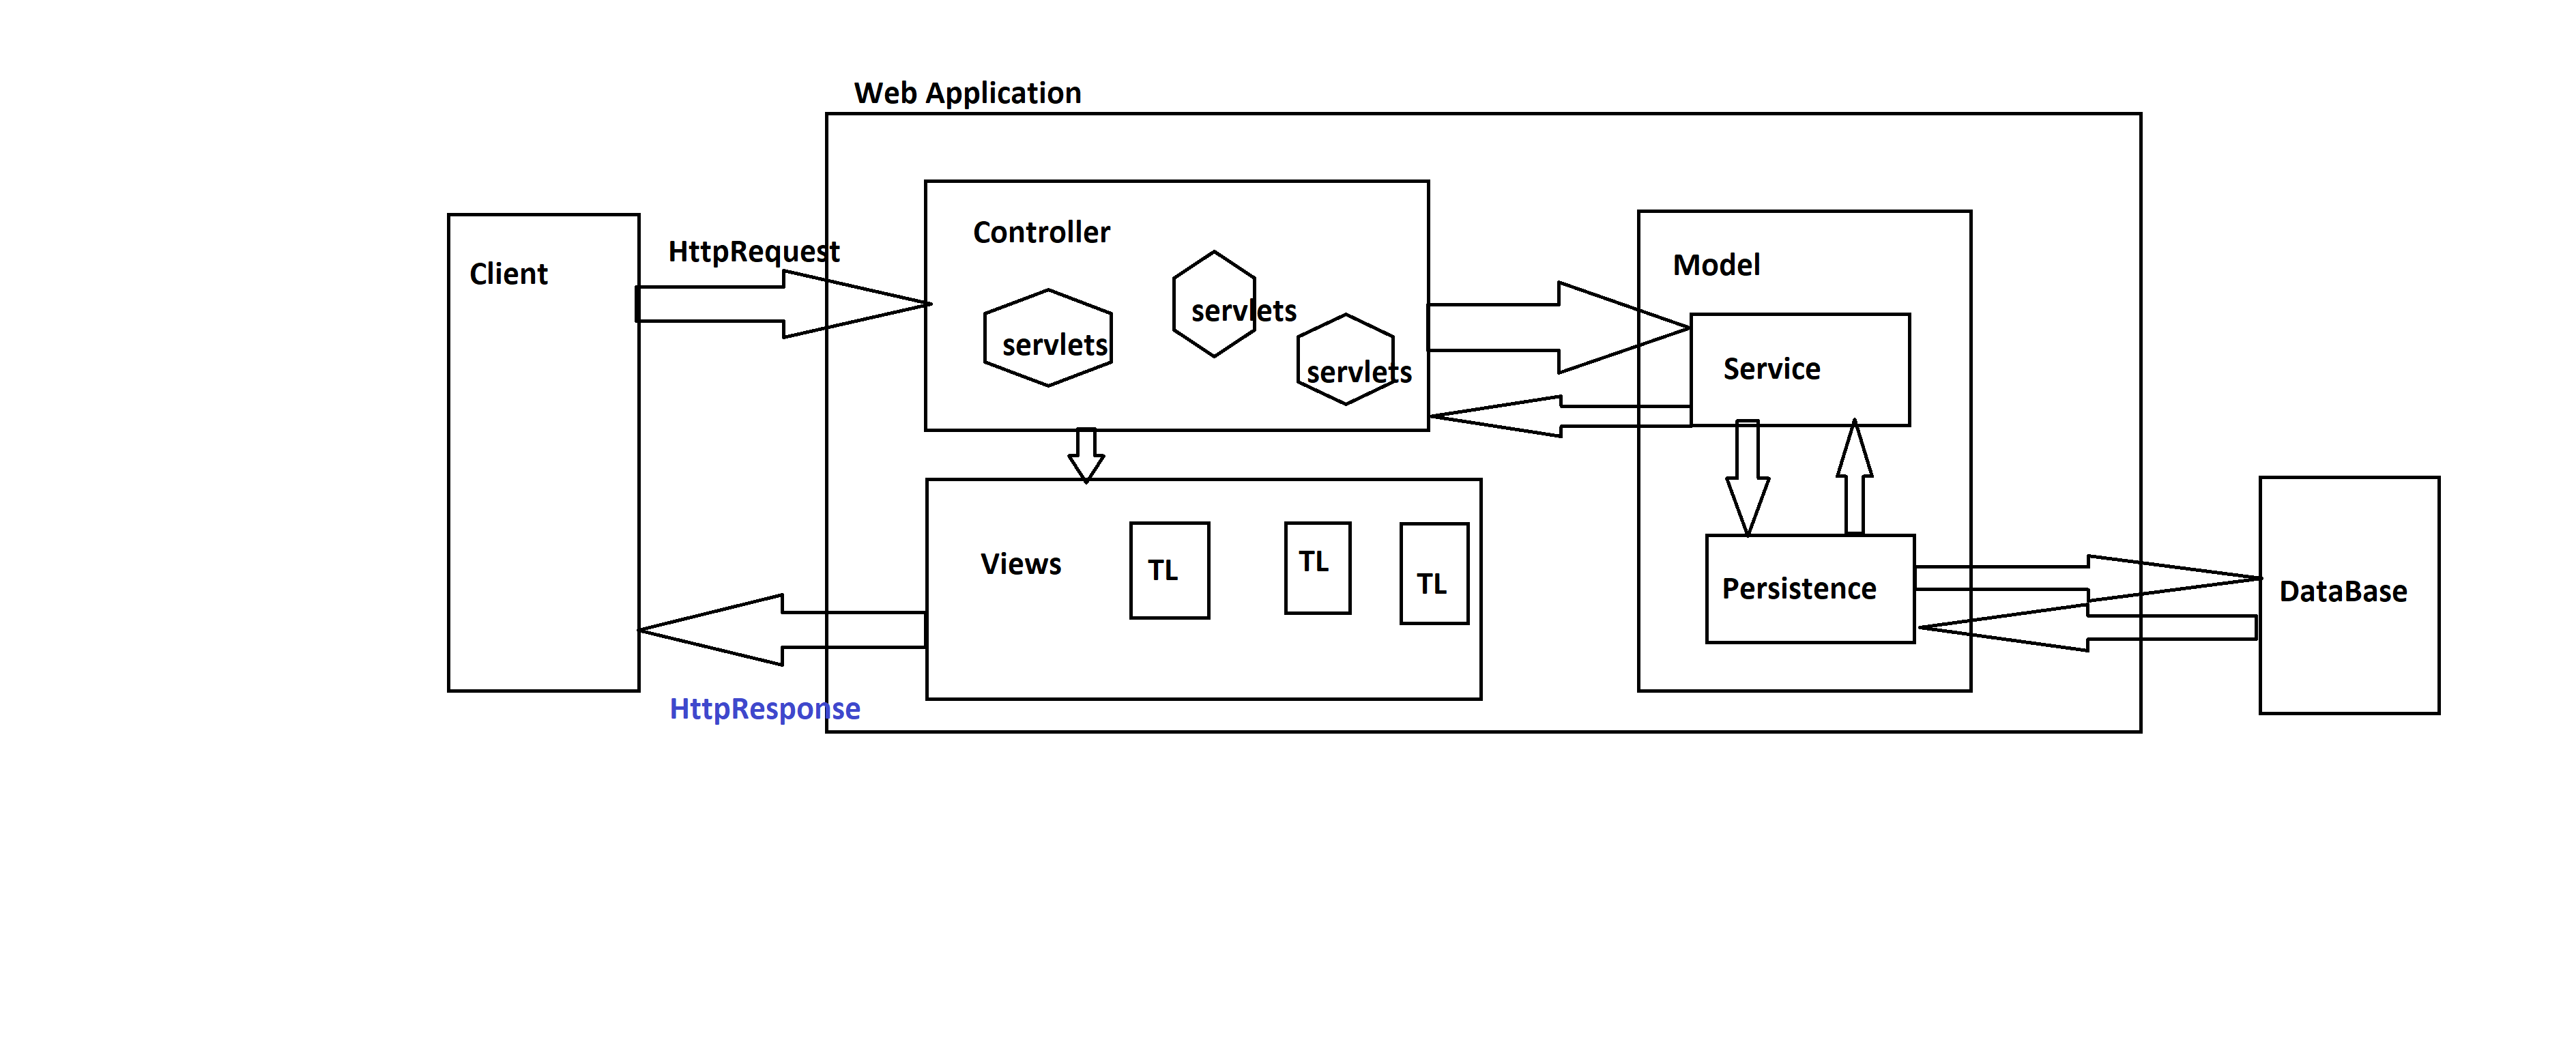 Web Application
Client
HttpRequest
Controller
servlets
servlets
servlets
Model
Service
Views
TL
TL
TL
Persistence
DataBase
HttpResponse